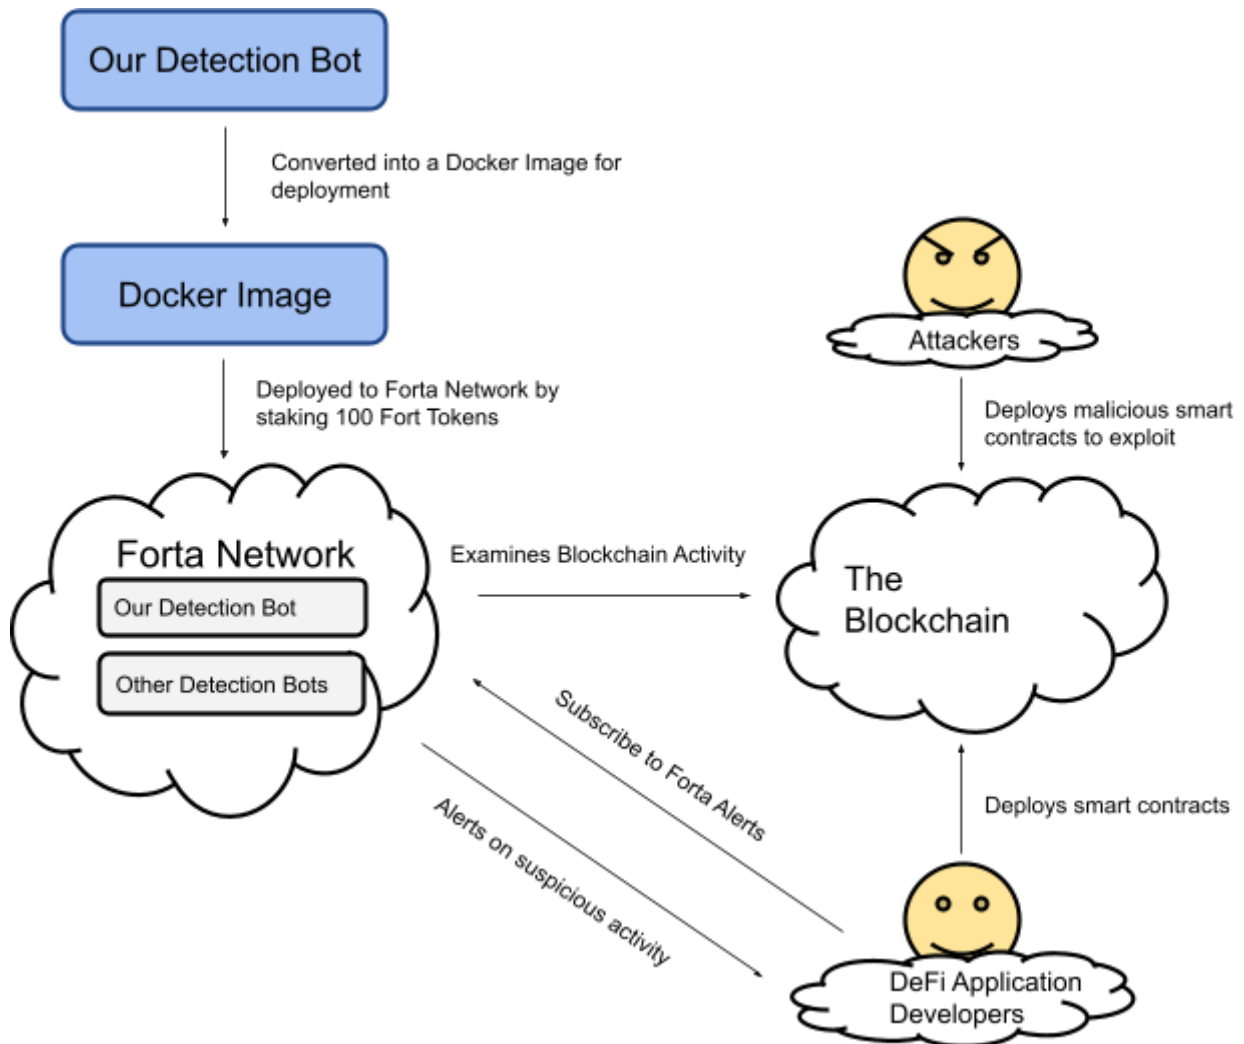 Our Detection Bot
Converted into a Docker Image for
deployment
Docker Image
Deployed to Forta Network by
staking 100 Fort Tokens
Attackers
Deploys malicious smart
contracts to exploit
Forta Network
Our Detection Bot
Other Detection Bots
Examines Blockchain Activity
The
Blockchain
Subscribe to Forta Alerts
Alerts on suspicious activity
Deploys smart contracts
DeFi Application
Developers